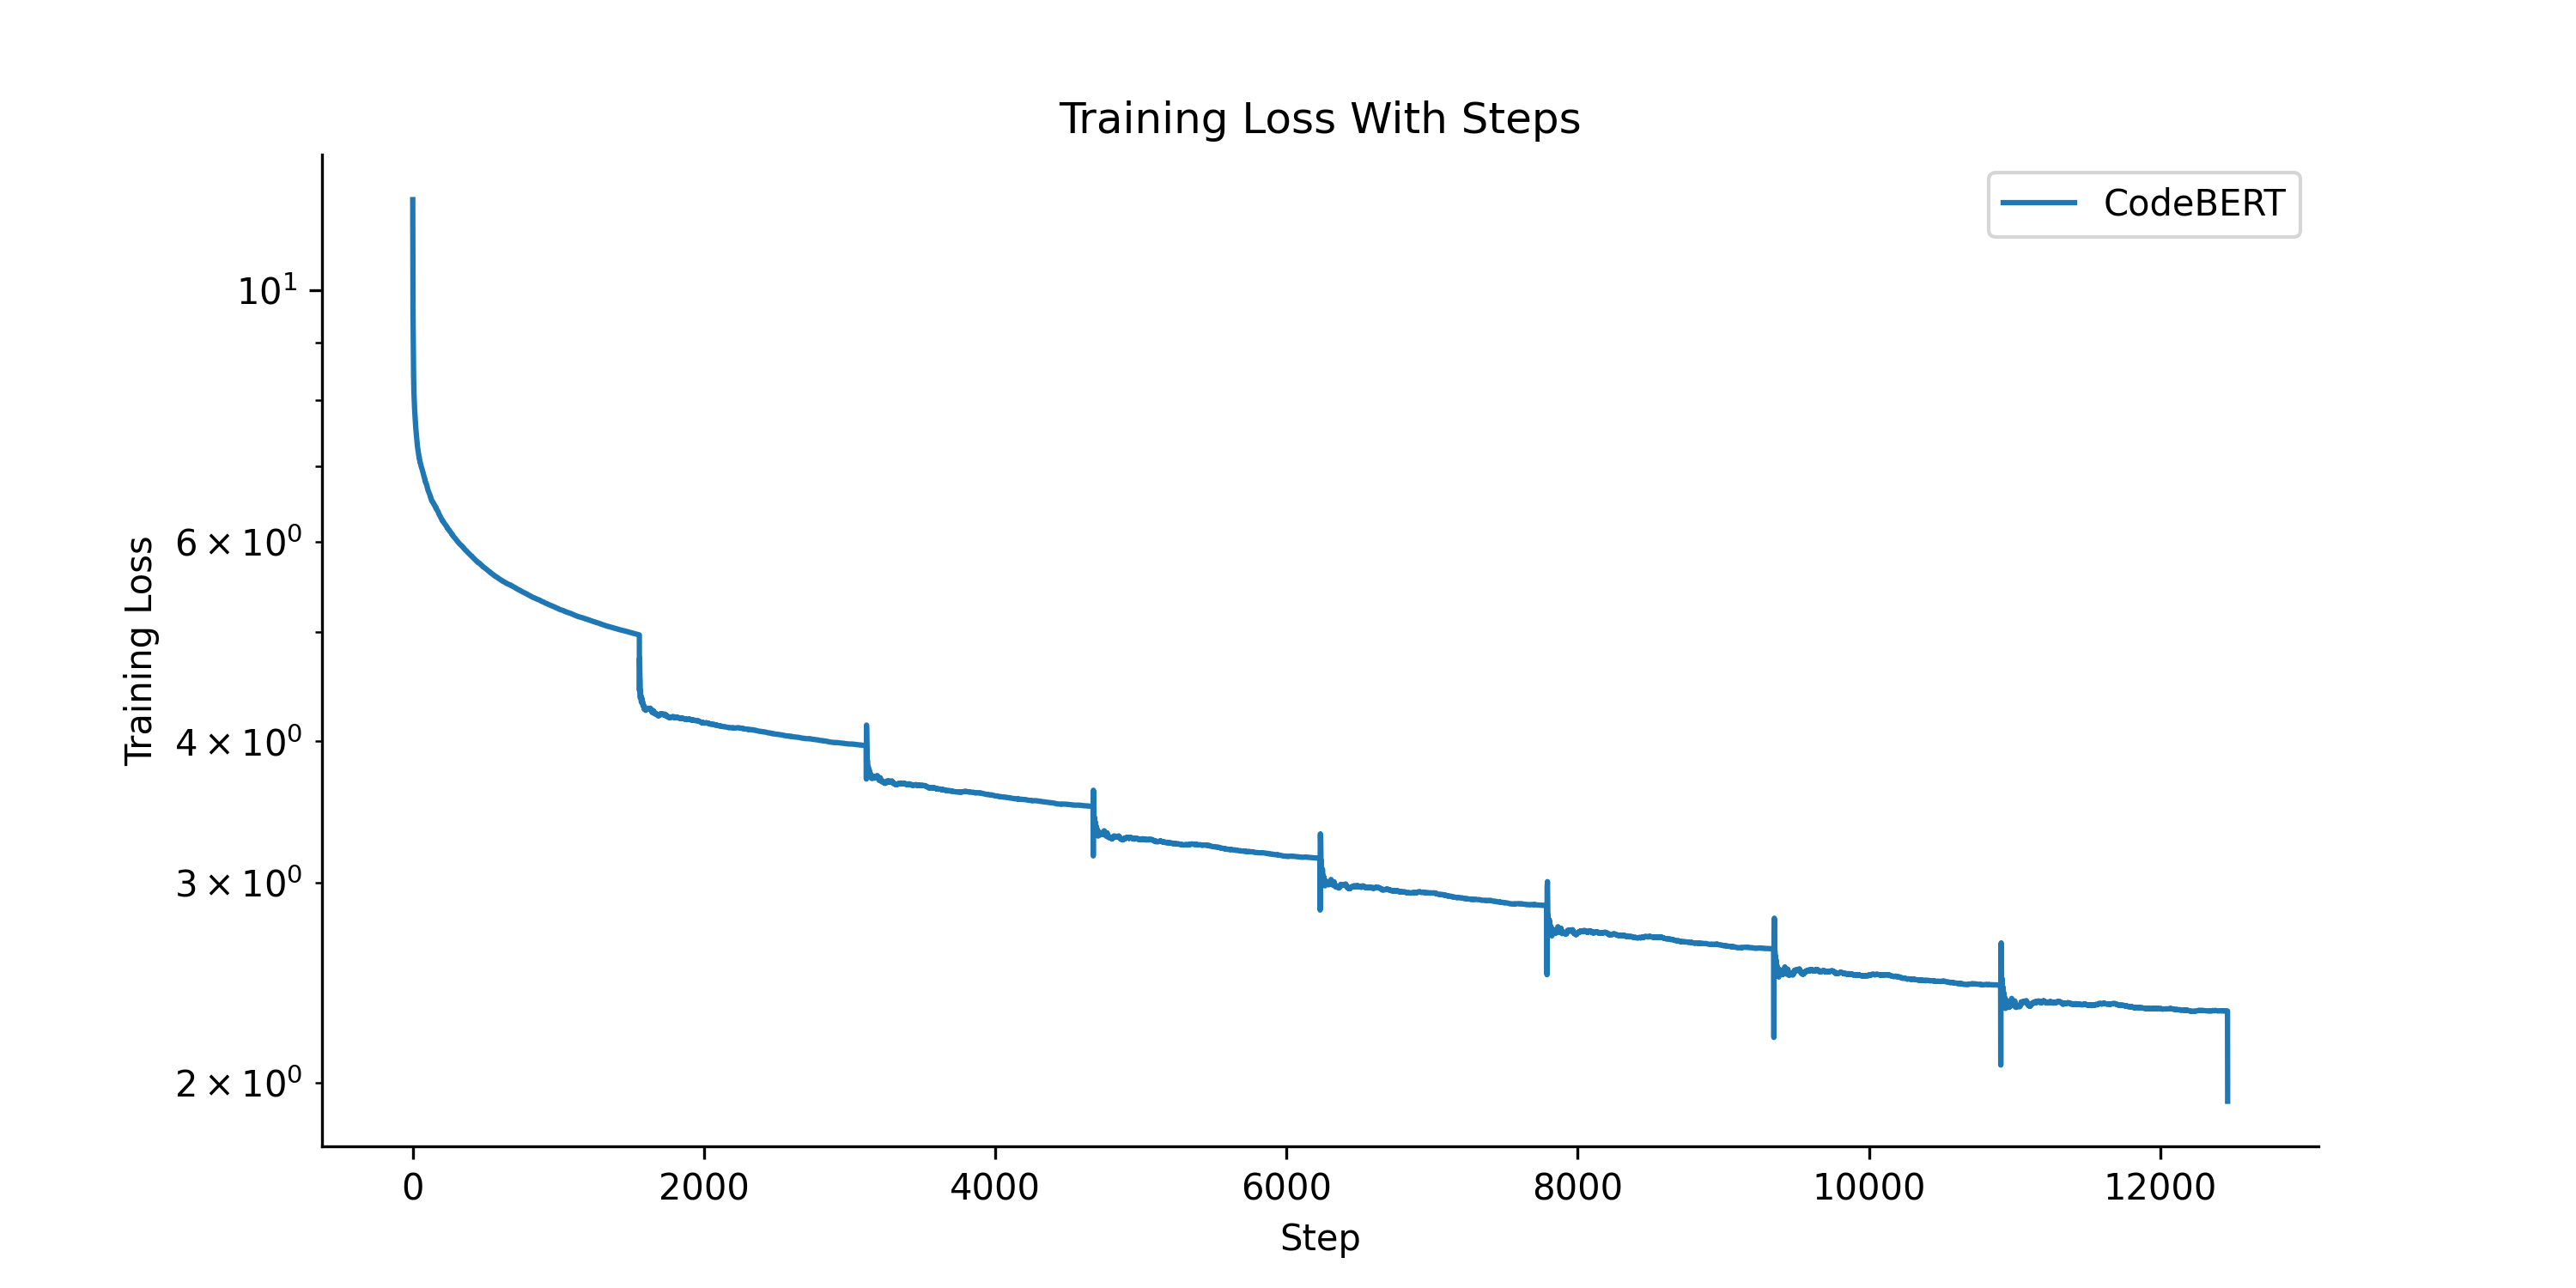 Training Loss With Steps
CodeBERT
10¹
6 × 10⁰
4 × 10⁰
3 × 10⁰
2 × 10⁰
Training Loss
0 2000 4000 6000 8000 10000 12000
Step